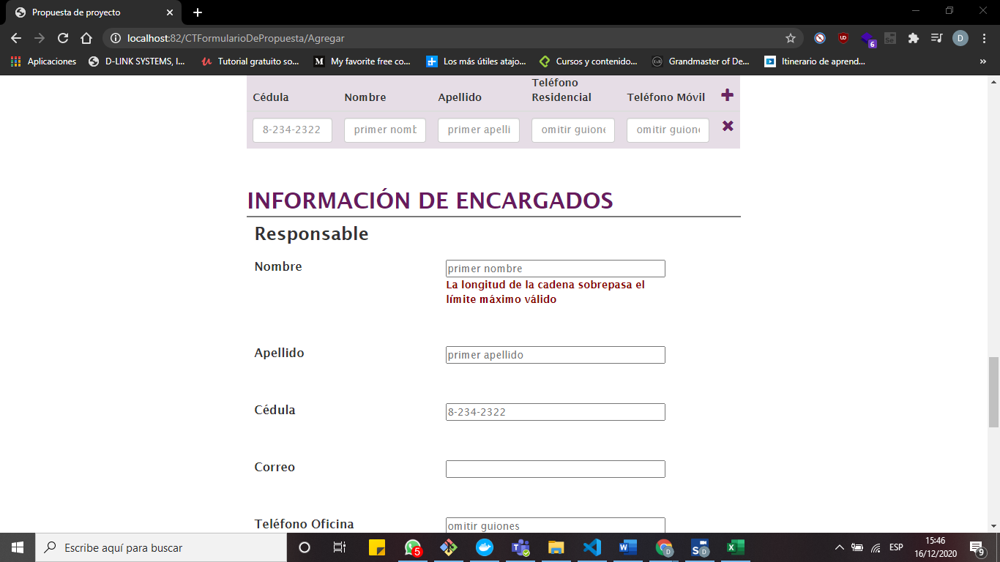 Propuesta de proyecto
localhost:82/CTFormularioDePropuesta/Agregar
UD
6
Se
D
Aplicaciones
D-LINK SYSTEMS, I...
Tutorial gratuito so...
My favorite free co...
Los más útiles atajo...
Cursos y contenido...
Grandmaster of De...
Itinerario de aprend...
Cédula
Nombre
Apellido
Teléfono
Residencial
Teléfono Móvil
8-234-2322
primer nomb
primer apelli
omitir guione
omitir guion
INFORMACIÓN DE ENCARGADOS
Responsable
Nombre
primer nombre
La longitud de la cadena sobrepasa el
límite máximo válido
Apellido
primer apellido
Cédula
8-234-2322
Correo
Teléfono Oficina
omitir guiones
Escribe aquí para buscar
5
ESP
15:46
16/12/2020
9